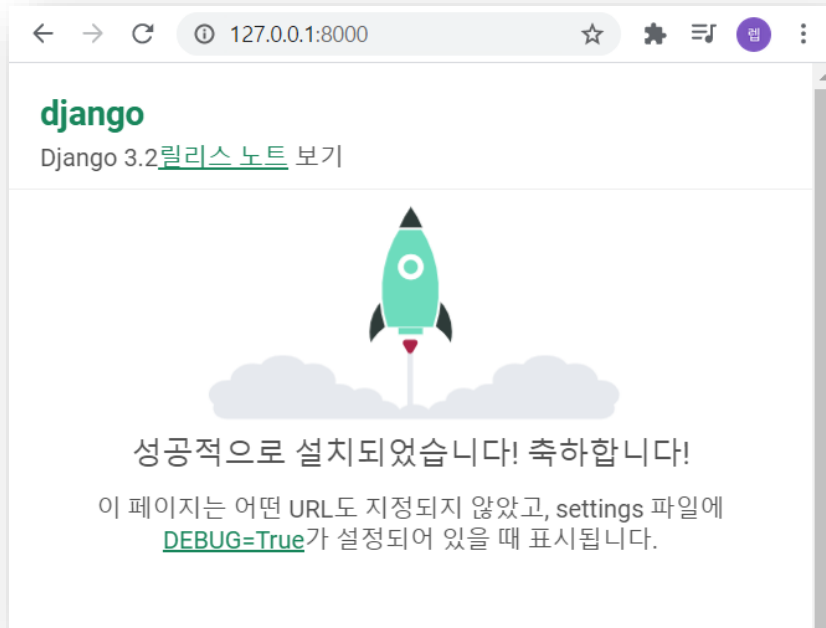 127.0.0.1:8000
렙
django
Django 3.2릴리스 노트 보기
성공적으로 설치되었습니다! 축하합니다!
이 페이지는 어떤 URL도 지정되지 않았고, settings 파일에
DEBUG=True가 설정되어 있을 때 표시됩니다.